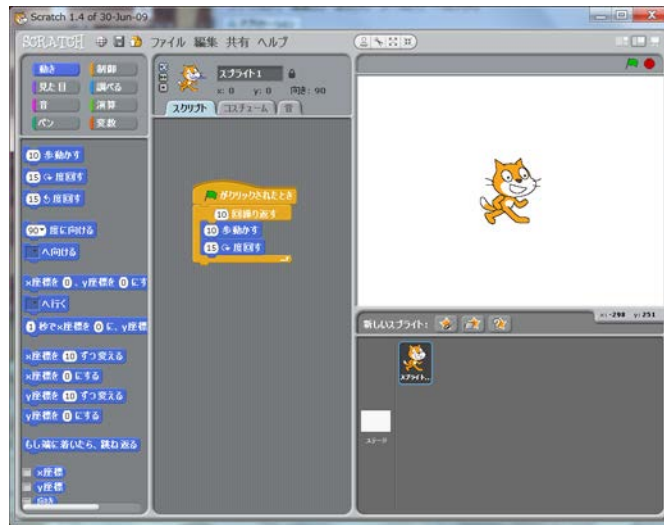 Scratch 1.4 of 30-Jun-09
SCRATCH ファイル 編集 共有 ヘルプ
動き 制御
見た目 調べる
音 演算
ペン 変数
スプライト1
x: 0 y: 0 向き: 90
スクリプト コスチューム 音
10 歩動かす
15 度回す
15 度回す
90 度に向ける
へ向ける
x座標を 0 、y座標を 0 にす
へ行く
1 秒でx座標を 0 に、y座標
x座標を 10 ずつ変える
x座標を 0 にする
y座標を 10 ずつ変える
y座標を 0 にする
もし端に着いたら、跳ね返る
x座標
y座標
向き
がクリックされたとき
10 回繰り返す
10 歩動かす
15 度回す
x: -298 y: 251
新しいスプライト:
スプライト...
ステージ